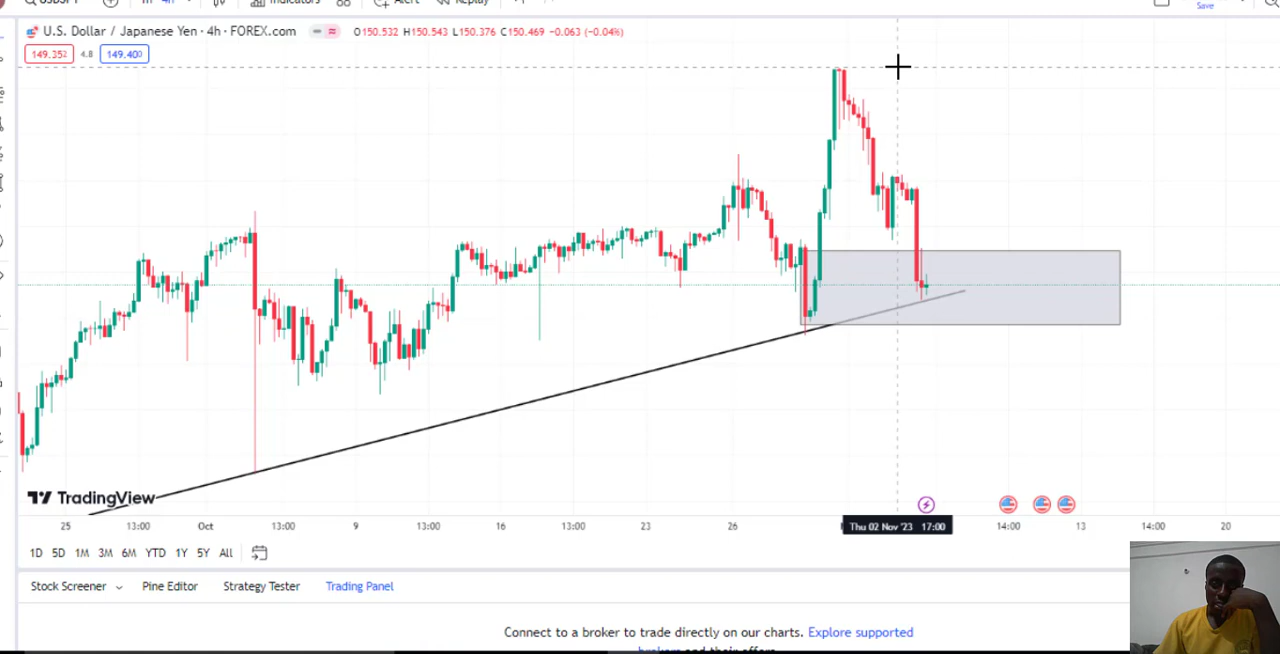 Indicators Alert Replay Save
U.S. Dollar / Japanese Yen · 4h · FOREX.com O150.532 H150.543 L150.376 C150.469 −0.063 (−0.04%)
149.352 4.8 149.400
TradingView
25 13:00 Oct 13:00 9 13:00 16 13:00 23 26 Thu 02 Nov '23 17:00 14:00 13 14:00 20
1D 5D 1M 3M 6M YTD 1Y 5Y All
Stock Screener Pine Editor Strategy Tester Trading Panel
Connect to a broker to trade directly on our charts. Explore supported
brokers and their offers.